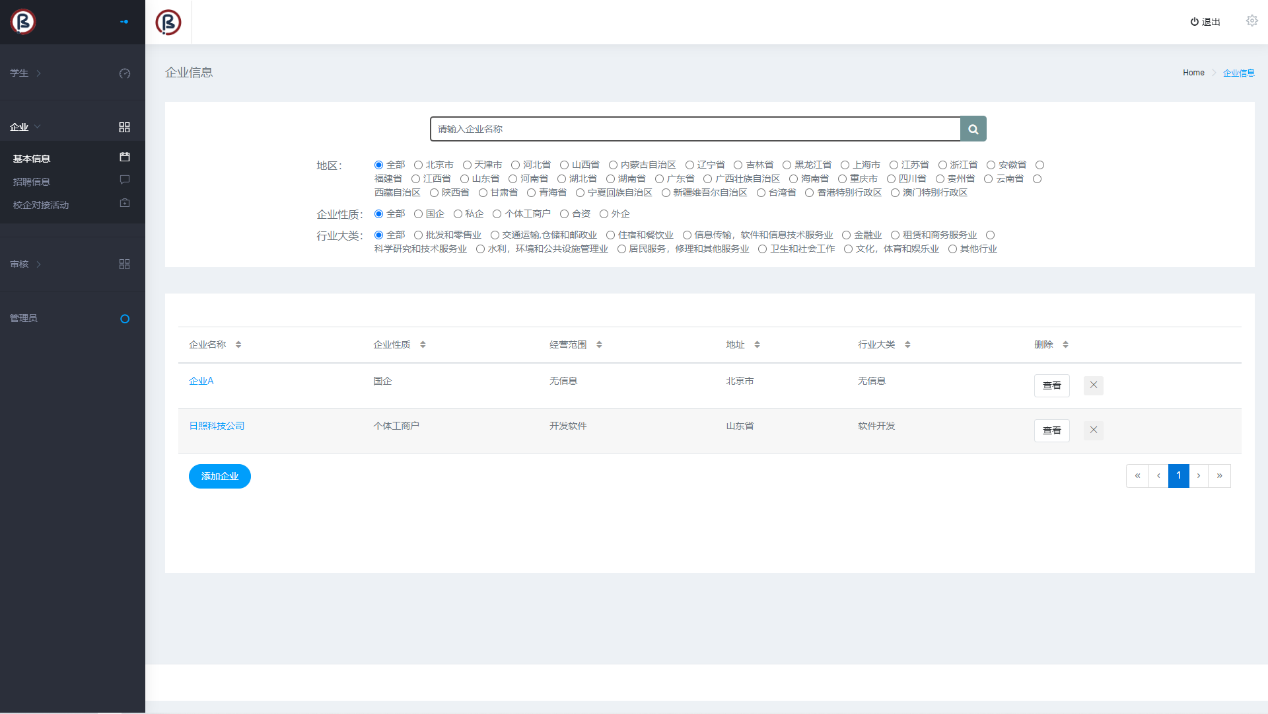 退出
学生
企业
基本信息
招聘信息
校企对接活动
审核
管理员
企业信息
Home 企业信息
请输入企业名称
地区： 全部 北京市 天津市 河北省 山西省 内蒙古自治区 辽宁省 吉林省 黑龙江省 上海市 江苏省 浙江省 安徽省
福建省 江西省 山东省 河南省 湖北省 湖南省 广东省 广西壮族自治区 海南省 重庆市 四川省 贵州省 云南省
西藏自治区 陕西省 甘肃省 青海省 宁夏回族自治区 新疆维吾尔自治区 台湾省 香港特别行政区 澳门特别行政区
企业性质： 全部 国企 私企 个体工商户 合资 外企
行业大类： 全部 批发和零售业 交通运输,仓储和邮政业 住宿和餐饮业 信息传输，软件和信息技术服务业 金融业 租赁和商务服务业
科学研究和技术服务业 水利，环境和公共设施管理业 居民服务，修理和其他服务业 卫生和社会工作 文化，体育和娱乐业 其他行业
企业名称 企业性质 经营范围 地址 行业大类 删除
企业A 国企 无信息 北京市 无信息 查看
日照科技公司 个体工商户 开发软件 山东省 软件开发 查看
添加企业
« ‹ 1 › »